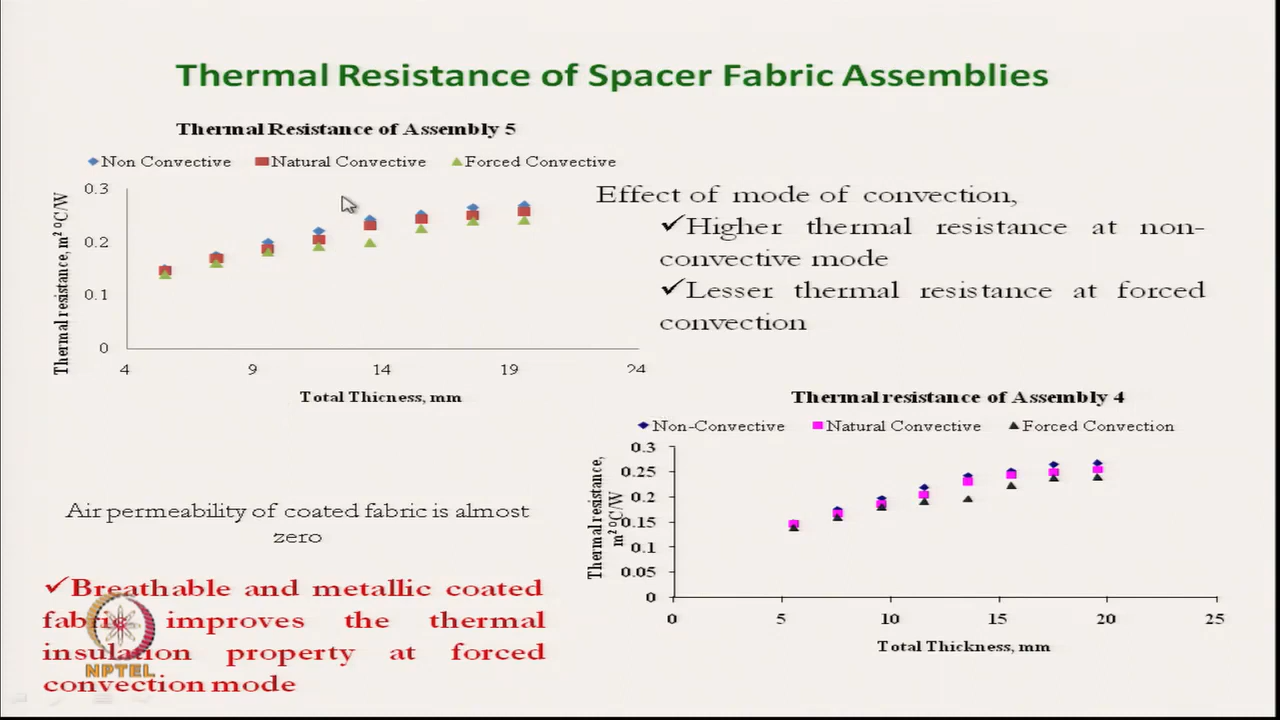 Thermal Resistance of Spacer Fabric Assemblies
Thermal Resistance of Assembly 5
Non Convective Natural Convective Forced Convective
Thermal resistance, m² ⁰C/W
0.3
0.2
0.1
0
4 9 14 19 24
Total Thicness, mm
Effect of mode of convection,
✓Higher thermal resistance at non-
convective mode
✓Lesser thermal resistance at forced
convection
Thermal resistance of Assembly 4
Non-Convective Natural Convective Forced Convection
Thermal resistance,
m² ⁰C/W
0.3
0.25
0.2
0.15
0.1
0.05
0
0 5 10 15 20 25
Total Thickness, mm
Air permeability of coated fabric is almost
zero
✓Breathable and metallic coated
fabric improves the thermal
insulation property at forced
convection mode
NPTEL